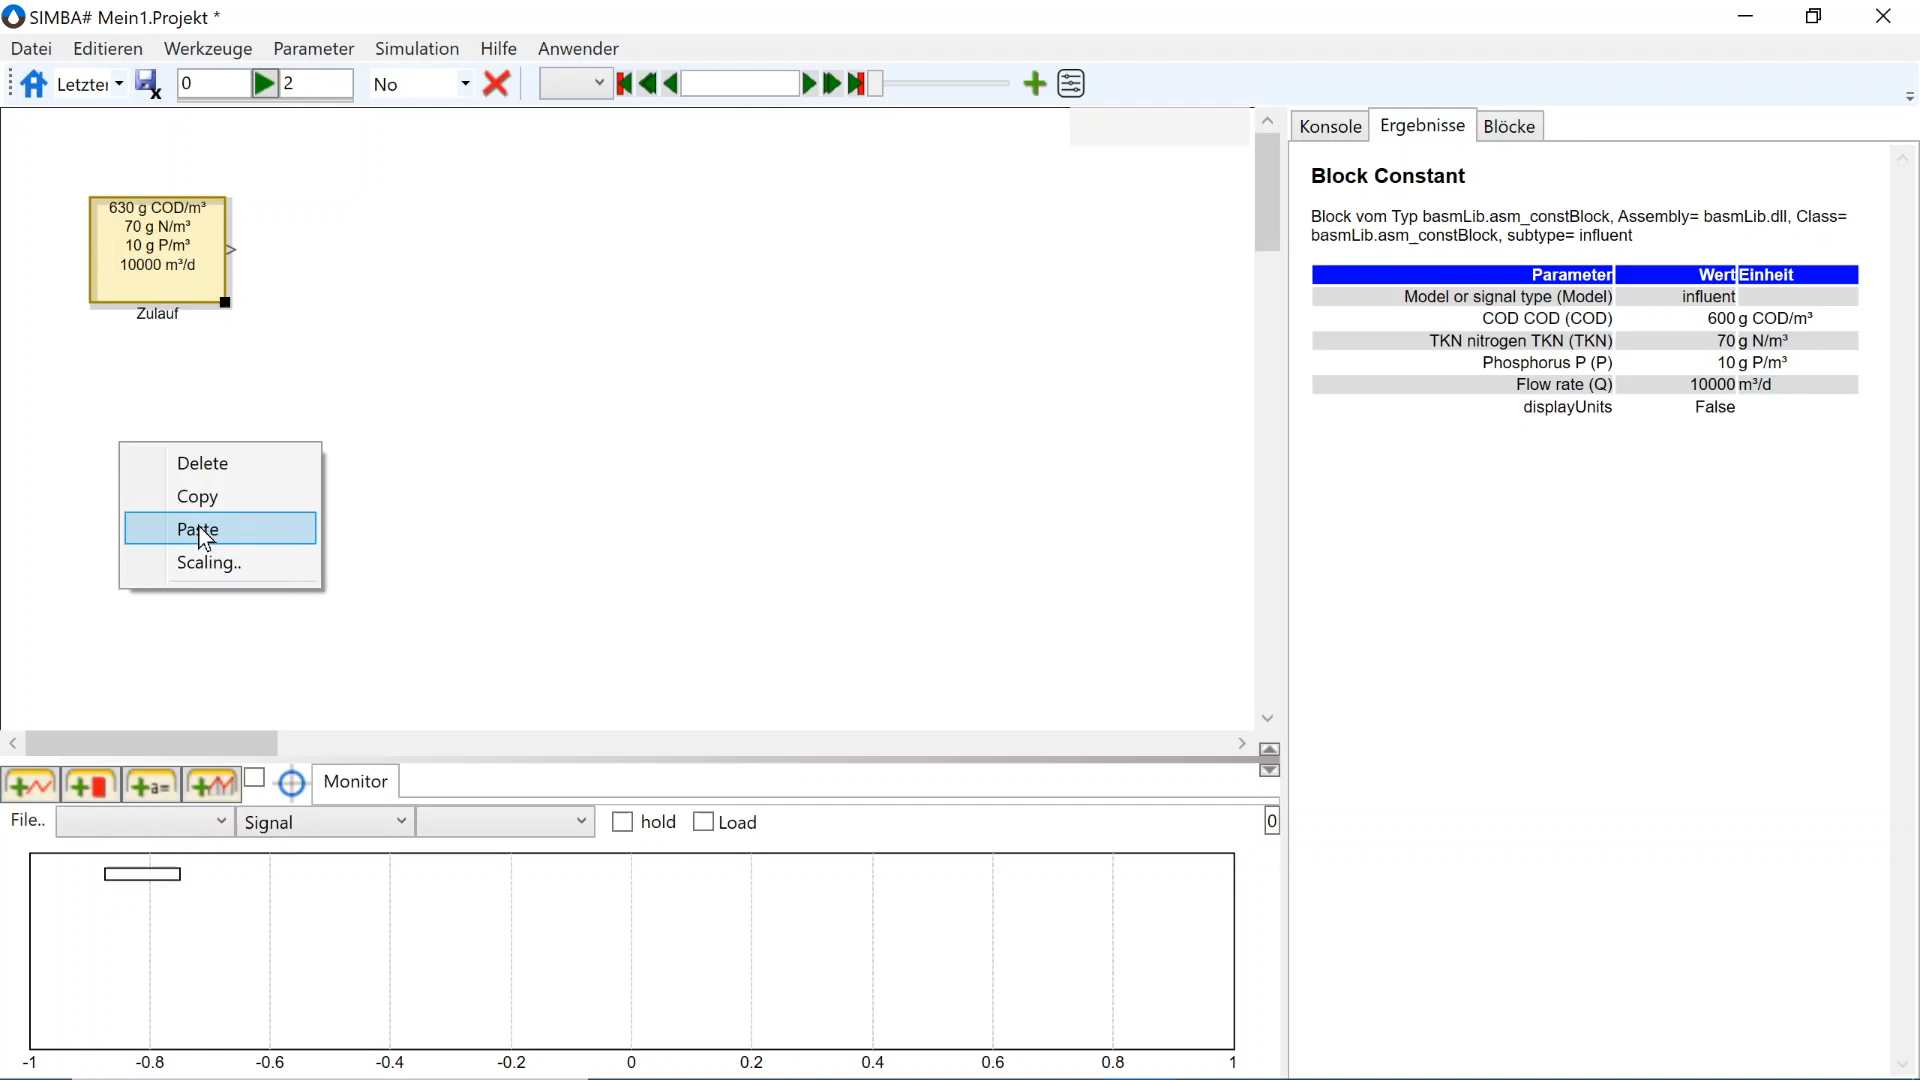 SIMBA# Mein1.Projekt *
Datei Editieren Werkzeuge Parameter Simulation Hilfe Anwender
Letzter 0 2 No
Konsole Ergebnisse Blöcke
630 g COD/m³
70 g N/m³
10 g P/m³
10000 m³/d
>
Zulauf
Delete
Copy
Paste
Scaling..
Block Constant
Block vom Typ basmLib.asm_constBlock, Assembly= basmLib.dll, Class=
basmLib.asm_constBlock, subtype= influent
Parameter Wert Einheit
Model or signal type (Model) influent
COD COD (COD) 600 g COD/m³
TKN nitrogen TKN (TKN) 70 g N/m³
Phosphorus P (P) 10 g P/m³
Flow rate (Q) 10000 m³/d
displayUnits False
+a= Monitor
File.. Signal hold Load 0
-1 -0.8 -0.6 -0.4 -0.2 0 0.2 0.4 0.6 0.8 1